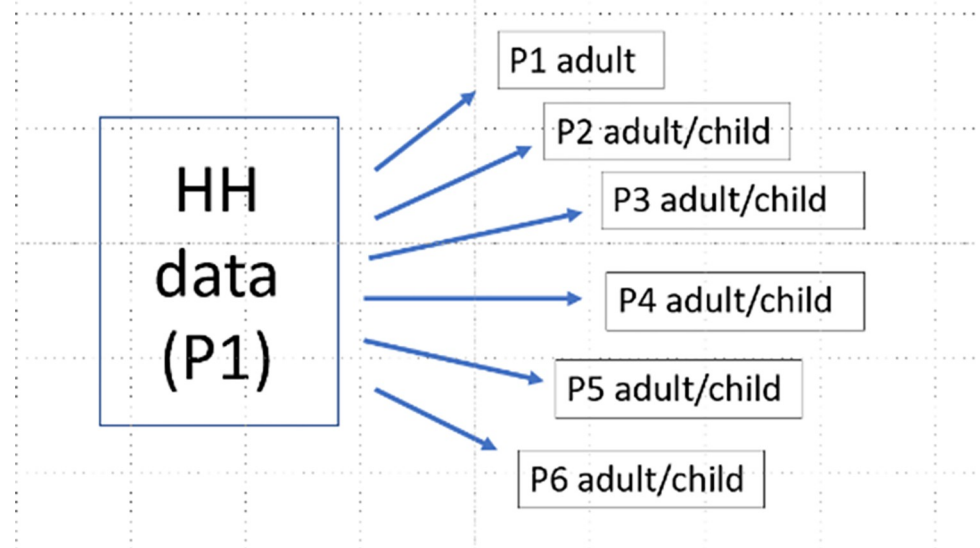 HH
data
(P1)
P1 adult
P2 adult/child
P3 adult/child
P4 adult/child
P5 adult/child
P6 adult/child